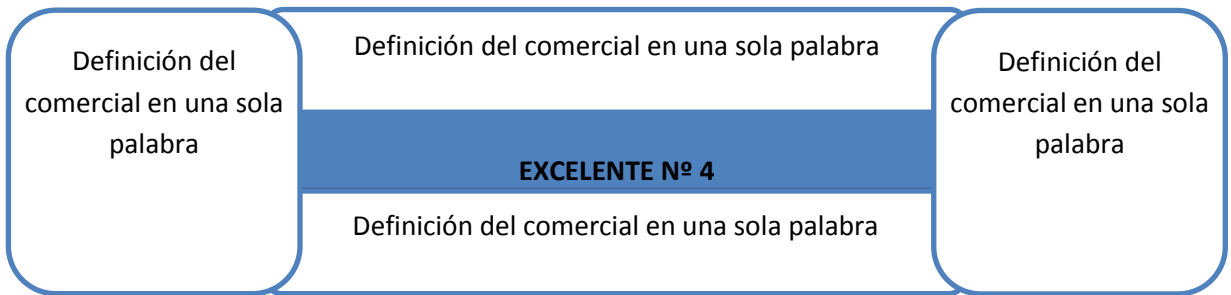 Definición del
comercial en una sola
palabra
Definición del comercial en una sola palabra
EXCELENTE Nº 4
Definición del comercial en una sola palabra
Definición del
comercial en una sola
palabra